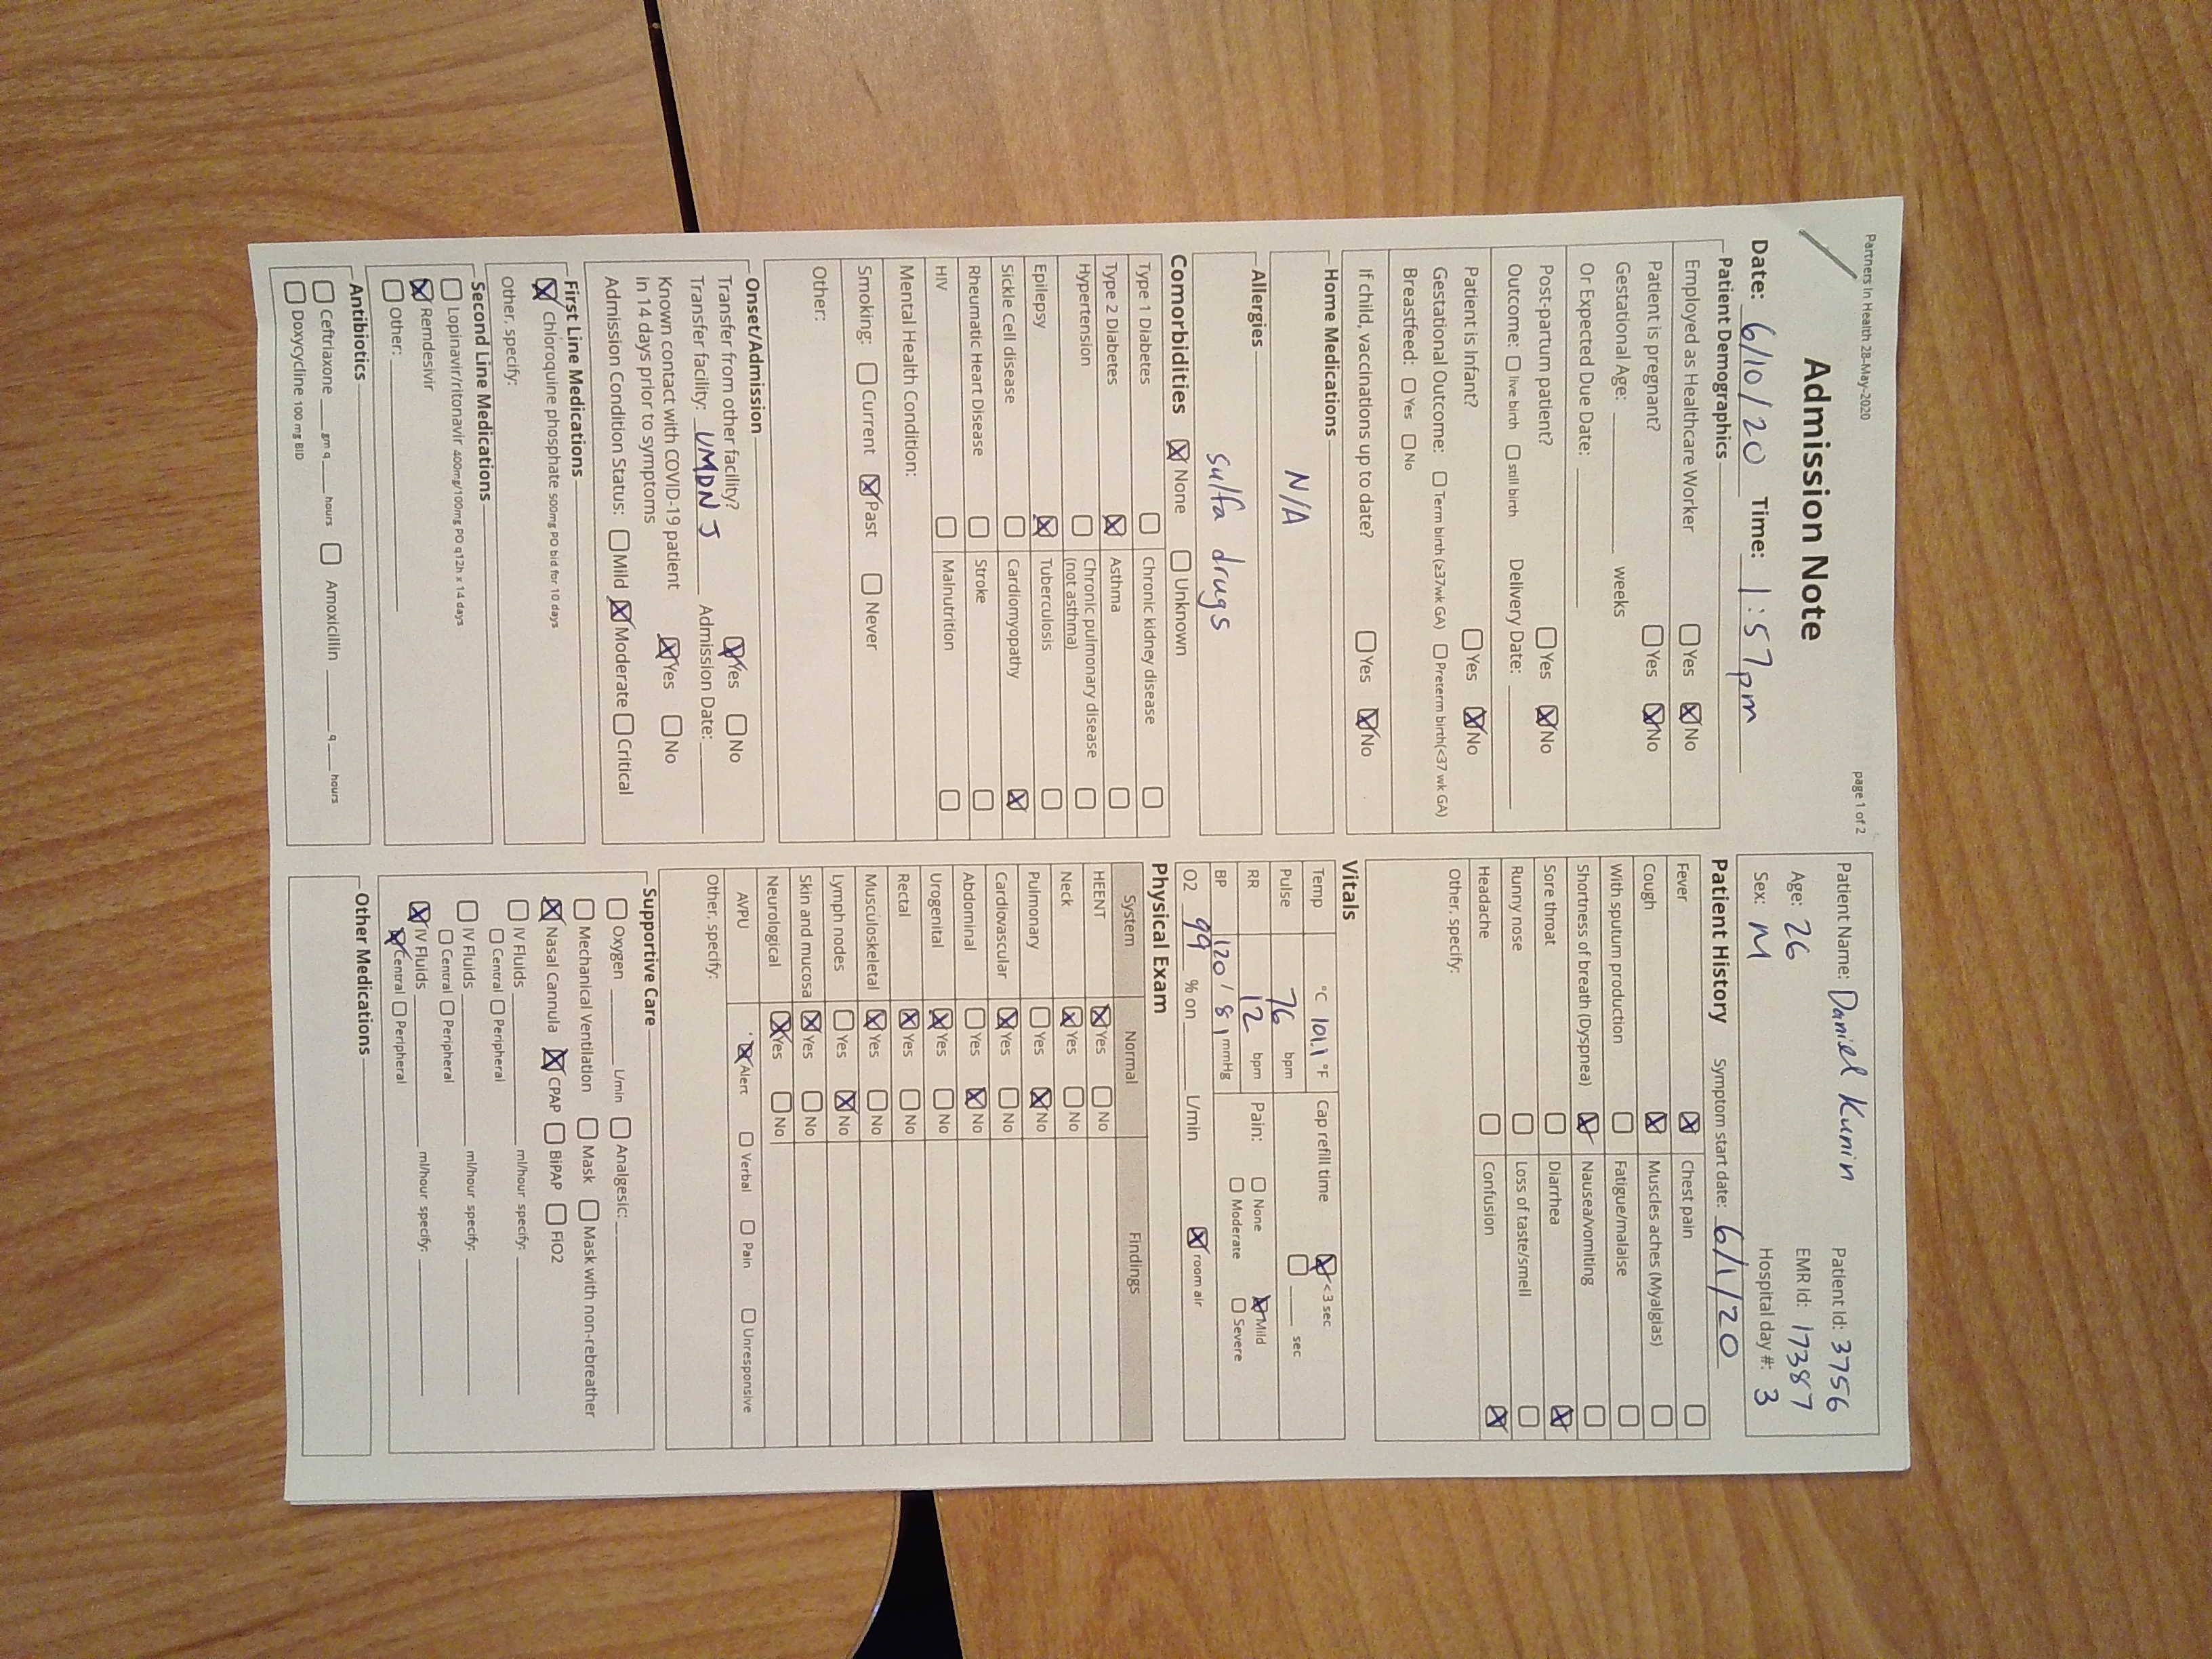 Partners In Health 28-May-2020
page 1 of 2
Admission Note
Date: 6/10/20 Time: 1:57pm
Patient Demographics
Employed as Healthcare Worker ☐ Yes ☒ No
Patient is pregnant? ☐ Yes ☒ No
Gestational Age: ______ weeks
Or Expected Due Date: ______
Post-partum patient? ☐ Yes ☒ No
Outcome: ☐ live birth ☐ still birth Delivery Date: ______
Patient is Infant? ☐ Yes ☒ No
Gestational Outcome: ☐ Term birth (≥37wk GA) ☐ Preterm birth(<37 wk GA)
Breastfeed: ☐ Yes ☐ No
If child, vaccinations up to date? ☐ Yes ☒ No
Home Medications
N/A
Allergies
sulfa drugs
Comorbidities ☒ None ☐ Unknown
Type 1 Diabetes ☐ Chronic kidney disease ☐
Type 2 Diabetes ☒ Asthma ☐
Hypertension ☐ Chronic pulmonary disease (not asthma) ☐
Epilepsy ☒ Tuberculosis ☐
Sickle Cell disease ☐ Cardiomyopathy ☒
Rheumatic Heart Disease ☐ Stroke ☐
HIV ☐ Malnutrition ☐
Mental Health Condition:
Smoking: ☐ Current ☒ Past ☐ Never
Other:
Onset/Admission
Transfer from other facility? ☒ Yes ☐ No
Transfer facility: UMDNJ Admission Date: ______
Known contact with COVID-19 patient
in 14 days prior to symptoms ☒ Yes ☐ No
Admission Condition Status: ☐ Mild ☒ Moderate ☐ Critical
First Line Medications
☒ Chloroquine phosphate 500mg PO bid for 10 days
Other, specify:
Second Line Medications
☐ Lopinavir/ritonavir 400mg/100mg PO q12h x 14 days
☒ Remdesivir
☐ Other: ______
Antibiotics
☐ Ceftriaxone ____ gm q ____ hours ☐ Amoxicillin ____ q ____ hours
☐ Doxycycline 100 mg BID
Patient Name: Daniel Kunin Patient Id: 3756
Age: 26 EMR Id: 17387
Sex: M Hospital day #: 3
Patient History Symptom start date: 6/1/20
Fever ☒ Chest pain ☐
Cough ☒ Muscles aches (Myalgias) ☐
With sputum production ☐ Fatigue/malaise ☐
Shortness of breath (Dyspnea) ☒ Nausea/vomiting ☐
Sore throat ☐ Diarrhea ☒
Runny nose ☐ Loss of taste/smell ☐
Headache ☐ Confusion ☒
Other, specify:
Vitals
Temp °C 101.1 °F Cap refill time ☒ <3 sec
Pulse 76 bpm ☐ ____ sec
RR 12 bpm Pain: ☐ None ☒ Mild
BP 120 / 81 mmHg ☐ Moderate ☐ Severe
O2 99 % on ____ L/min ☒ room air
Physical Exam
System Normal Findings
HEENT ☒ Yes ☐ No
Neck ☒ Yes ☐ No
Pulmonary ☐ Yes ☒ No
Cardiovascular ☒ Yes ☐ No
Abdominal ☐ Yes ☒ No
Urogenital ☒ Yes ☐ No
Rectal ☒ Yes ☐ No
Musculoskeletal ☒ Yes ☐ No
Lymph nodes ☐ Yes ☒ No
Skin and mucosa ☒ Yes ☐ No
Neurological ☒ Yes ☐ No
AVPU ☒ Alert ☐ Verbal ☐ Pain ☐ Unresponsive
Other, specify:
Supportive Care
☐ Oxygen ______ L/min ☐ Analgesic: ______
☐ Mechanical Ventilation ☐ Mask ☐ Mask with non-rebreather
☒ Nasal Cannula ☒ CPAP ☐ BiPAP ☐ FiO2
☐ IV Fluids ______ ml/hour specify: ______
☐ Central ☐ Peripheral
☐ IV Fluids ______ ml/hour specify: ______
☐ Central ☐ Peripheral
☒ IV Fluids ______ ml/hour specify: ______
☒ Central ☐ Peripheral
Other Medications